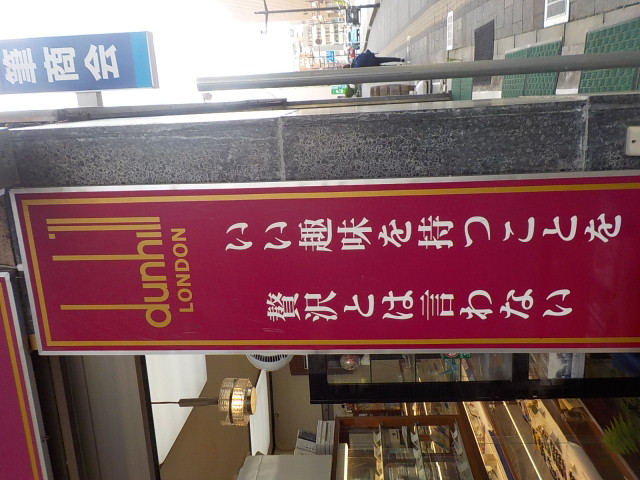 dunhill
LONDON
いい趣味を持つことを
贅沢とは言わない
商会